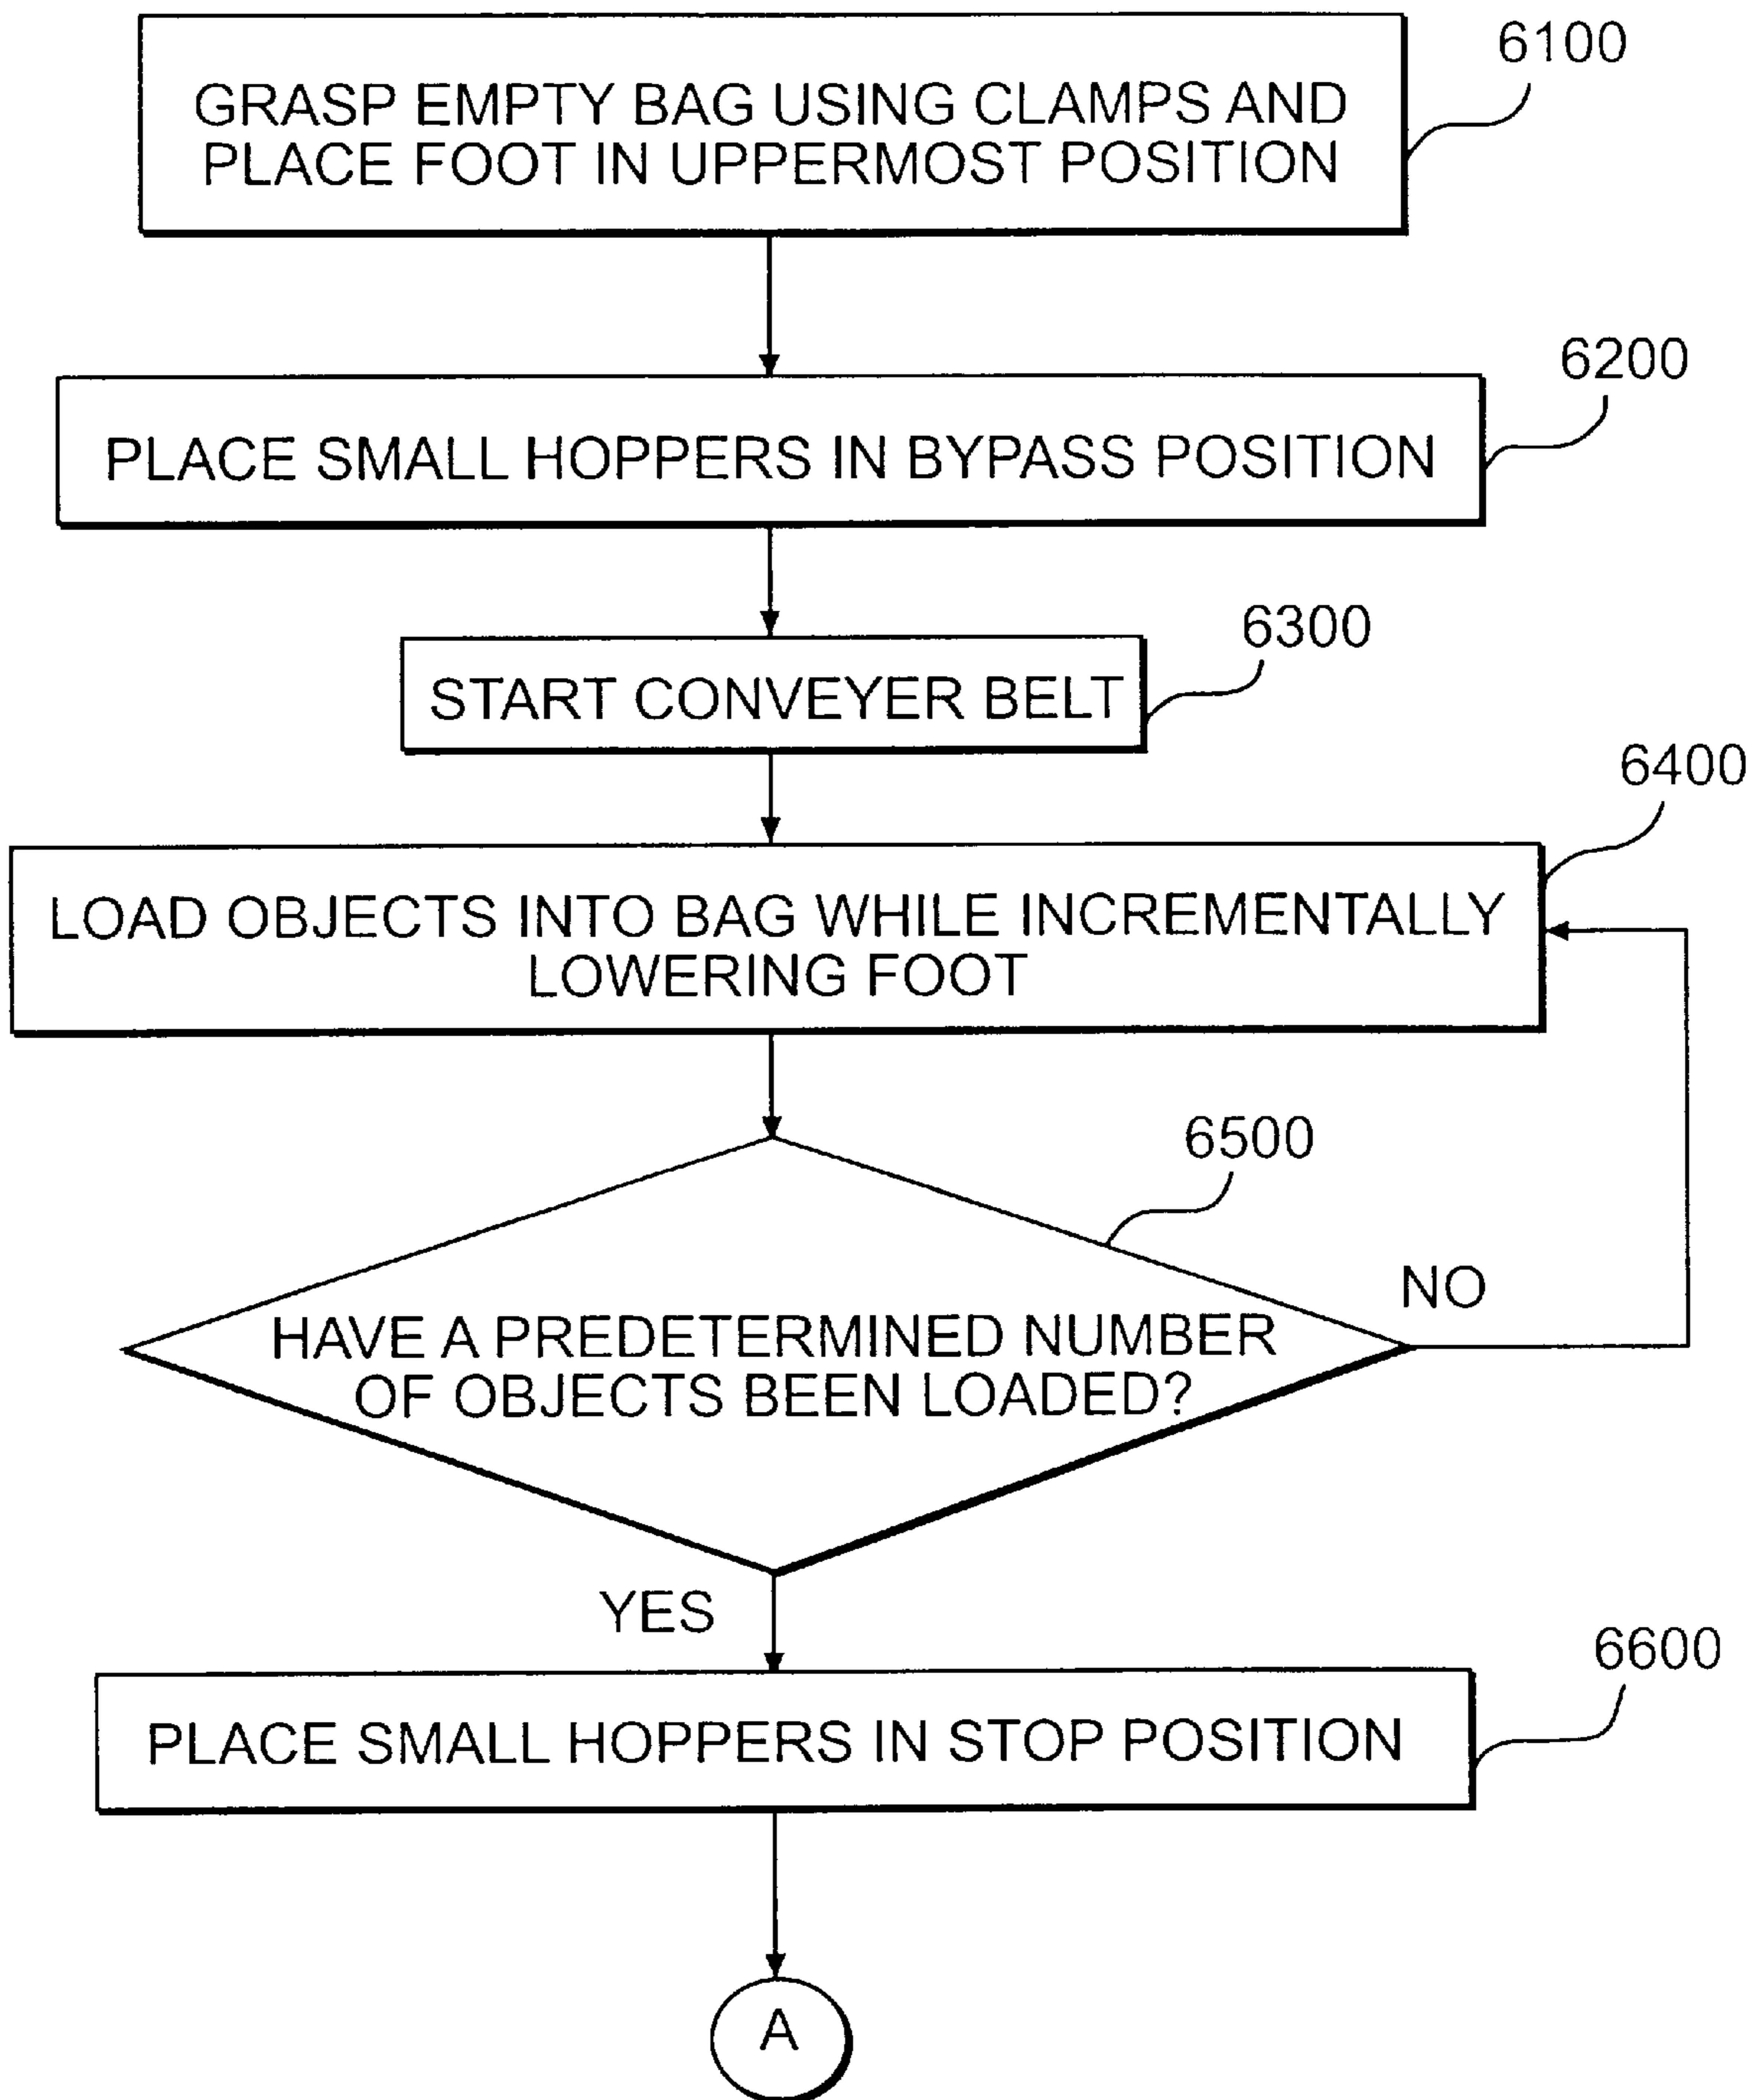 6100
GRASP EMPTY BAG USING CLAMPS AND
PLACE FOOT IN UPPERMOST POSITION
6200
PLACE SMALL HOPPERS IN BYPASS POSITION
6300
START CONVEYER BELT
6400
LOAD OBJECTS INTO BAG WHILE INCREMENTALLY
LOWERING FOOT
6500
NO
HAVE A PREDETERMINED NUMBER
OF OBJECTS BEEN LOADED?
YES
6600
PLACE SMALL HOPPERS IN STOP POSITION
A